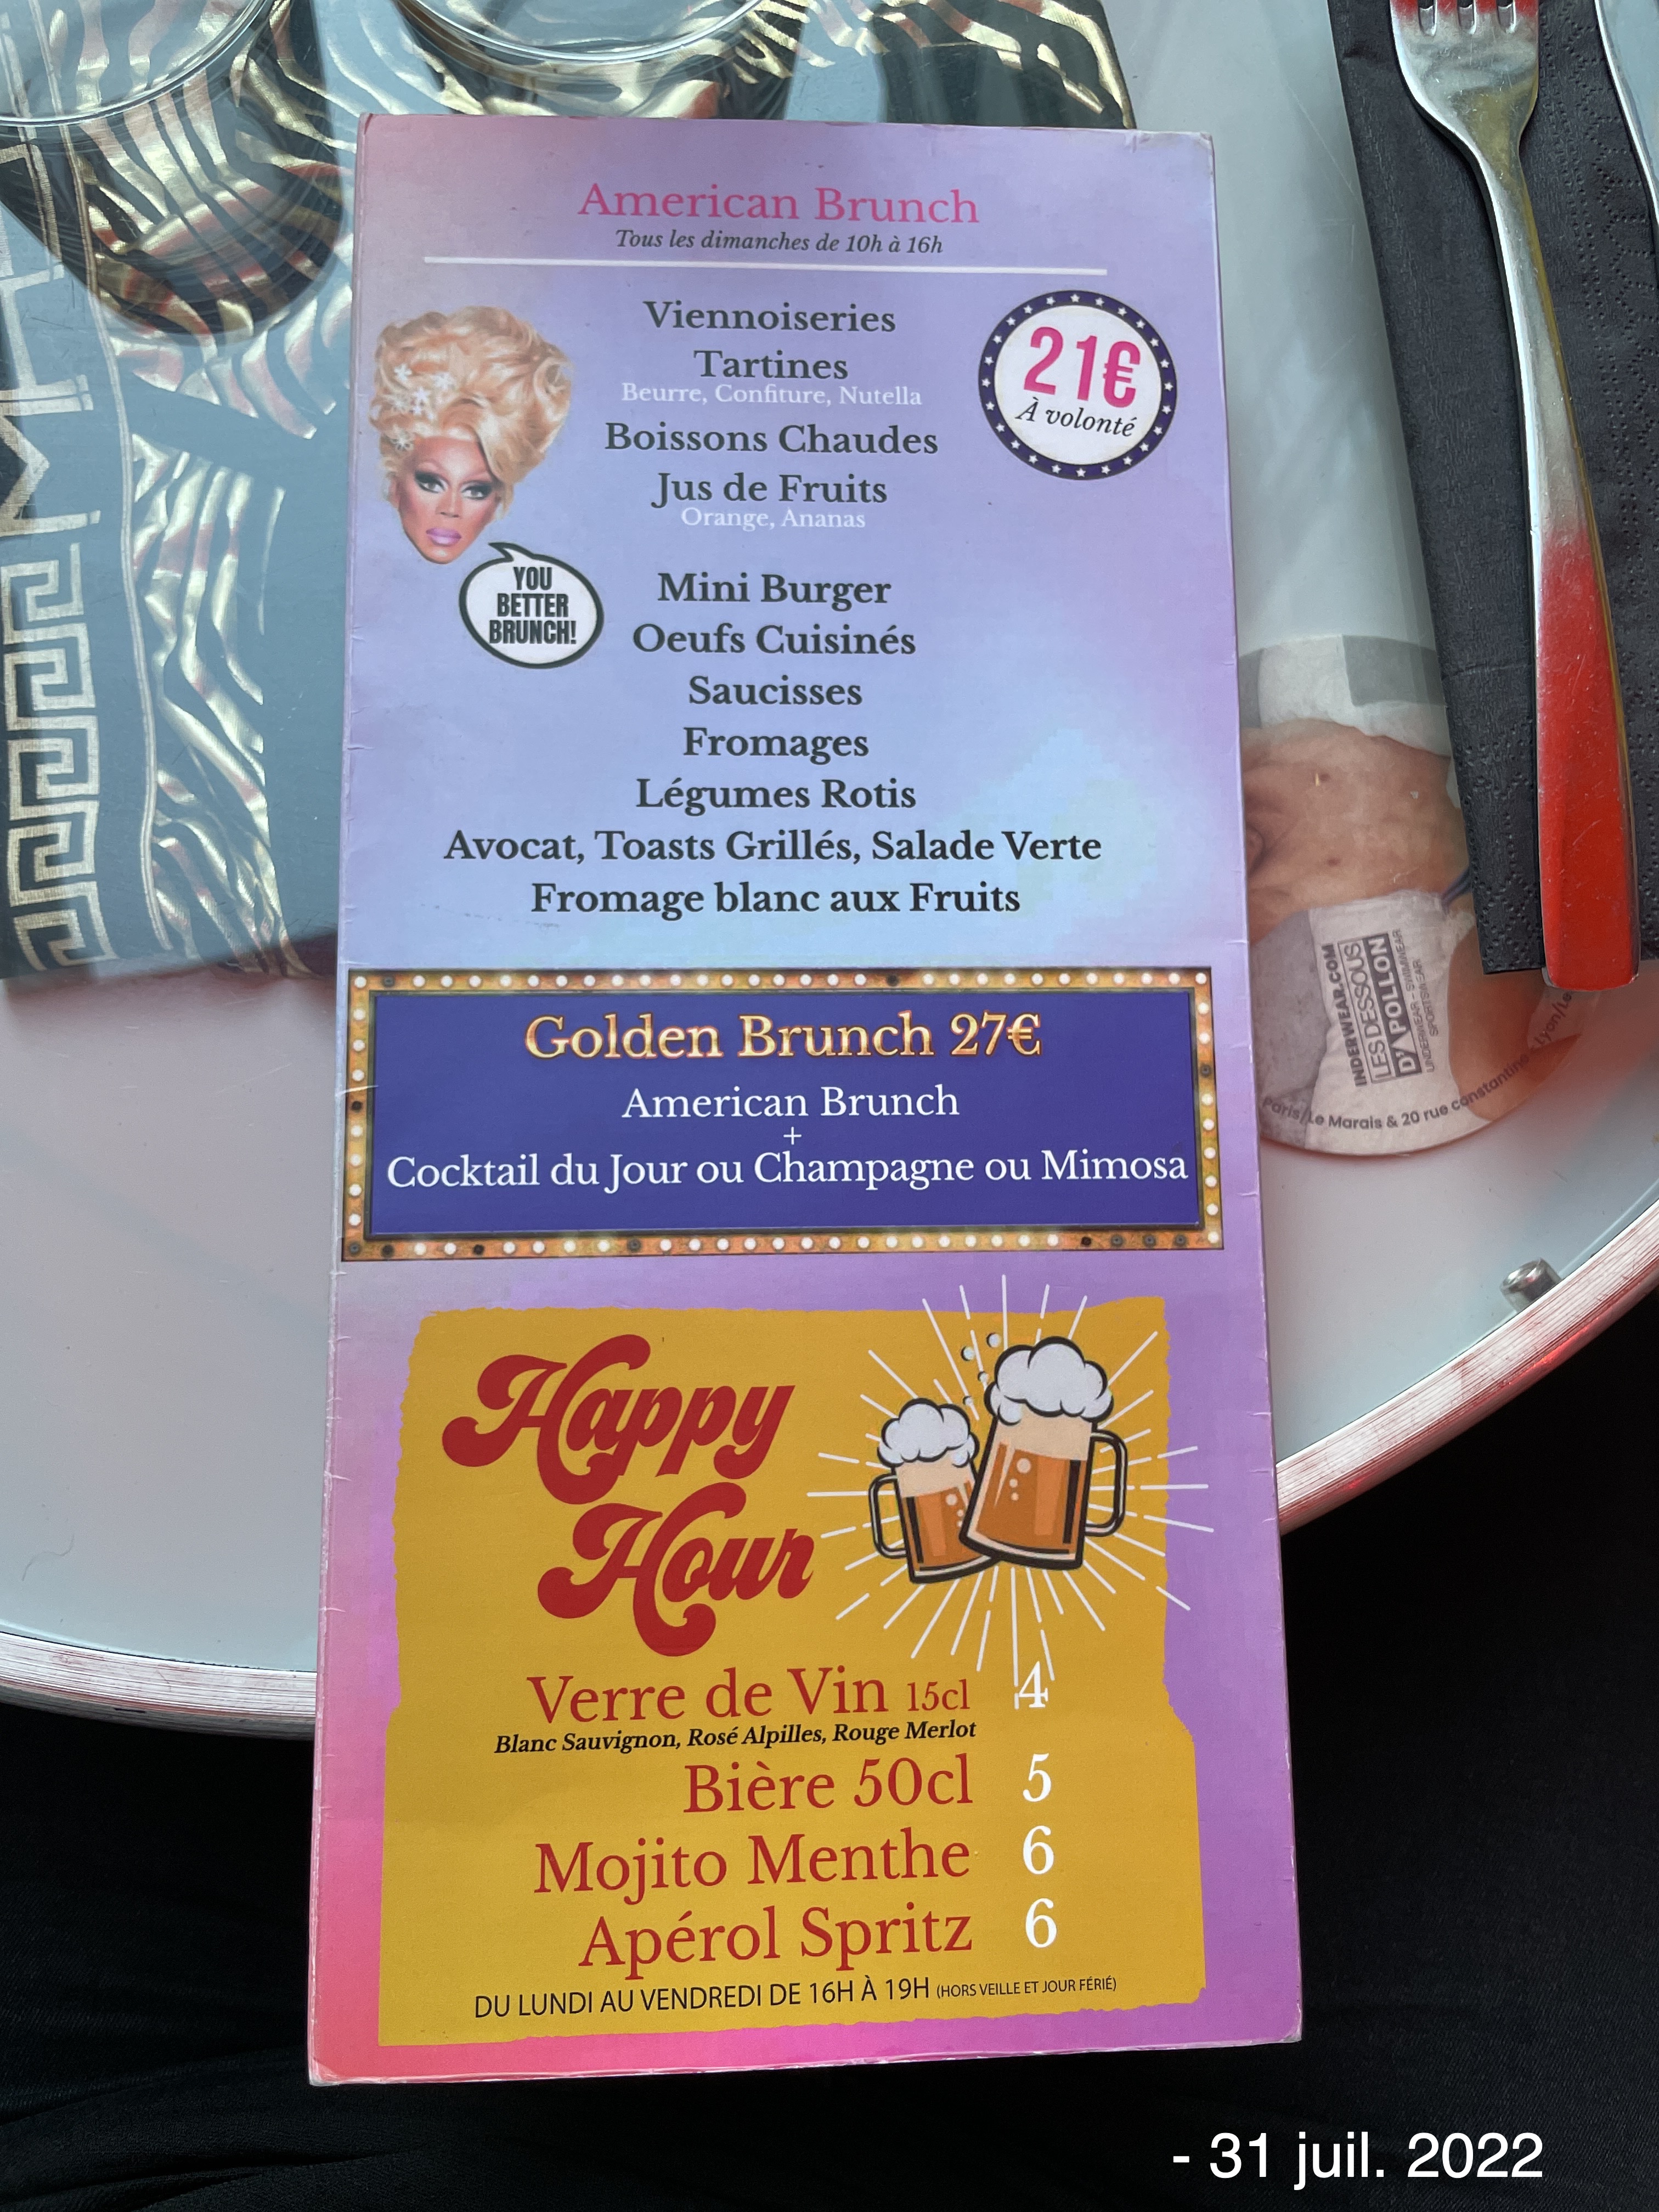 American Brunch
Tous les dimanches de 10h à 16h
Viennoiseries
Tartines
Beurre, Confiture, Nutella
Boissons Chaudes
Jus de Fruits
Orange, Ananas
21€
À volonté
YOU
BETTER
BRUNCH!
Mini Burger
Oeufs Cuisinés
Saucisses
Fromages
Légumes Rotis
Avocat, Toasts Grillés, Salade Verte
Fromage blanc aux Fruits
Golden Brunch 27€
American Brunch
+
Cocktail du Jour ou Champagne ou Mimosa
Happy
Hour
Verre de Vin 15cl 4
Blanc Sauvignon, Rosé Alpilles, Rouge Merlot
Bière 50cl 5
Mojito Menthe 6
Apérol Spritz 6
DU LUNDI AU VENDREDI DE 16H À 19H (HORS VEILLE ET JOUR FÉRIÉ)
INDERWEAR.COM
LES DESSOUS
D'APOLLON
UNDERWEAR - SWIMWEAR
SPORTSWEAR
Paris/Le Marais & 20 rue constantine - Lyon/
- 31 juil. 2022